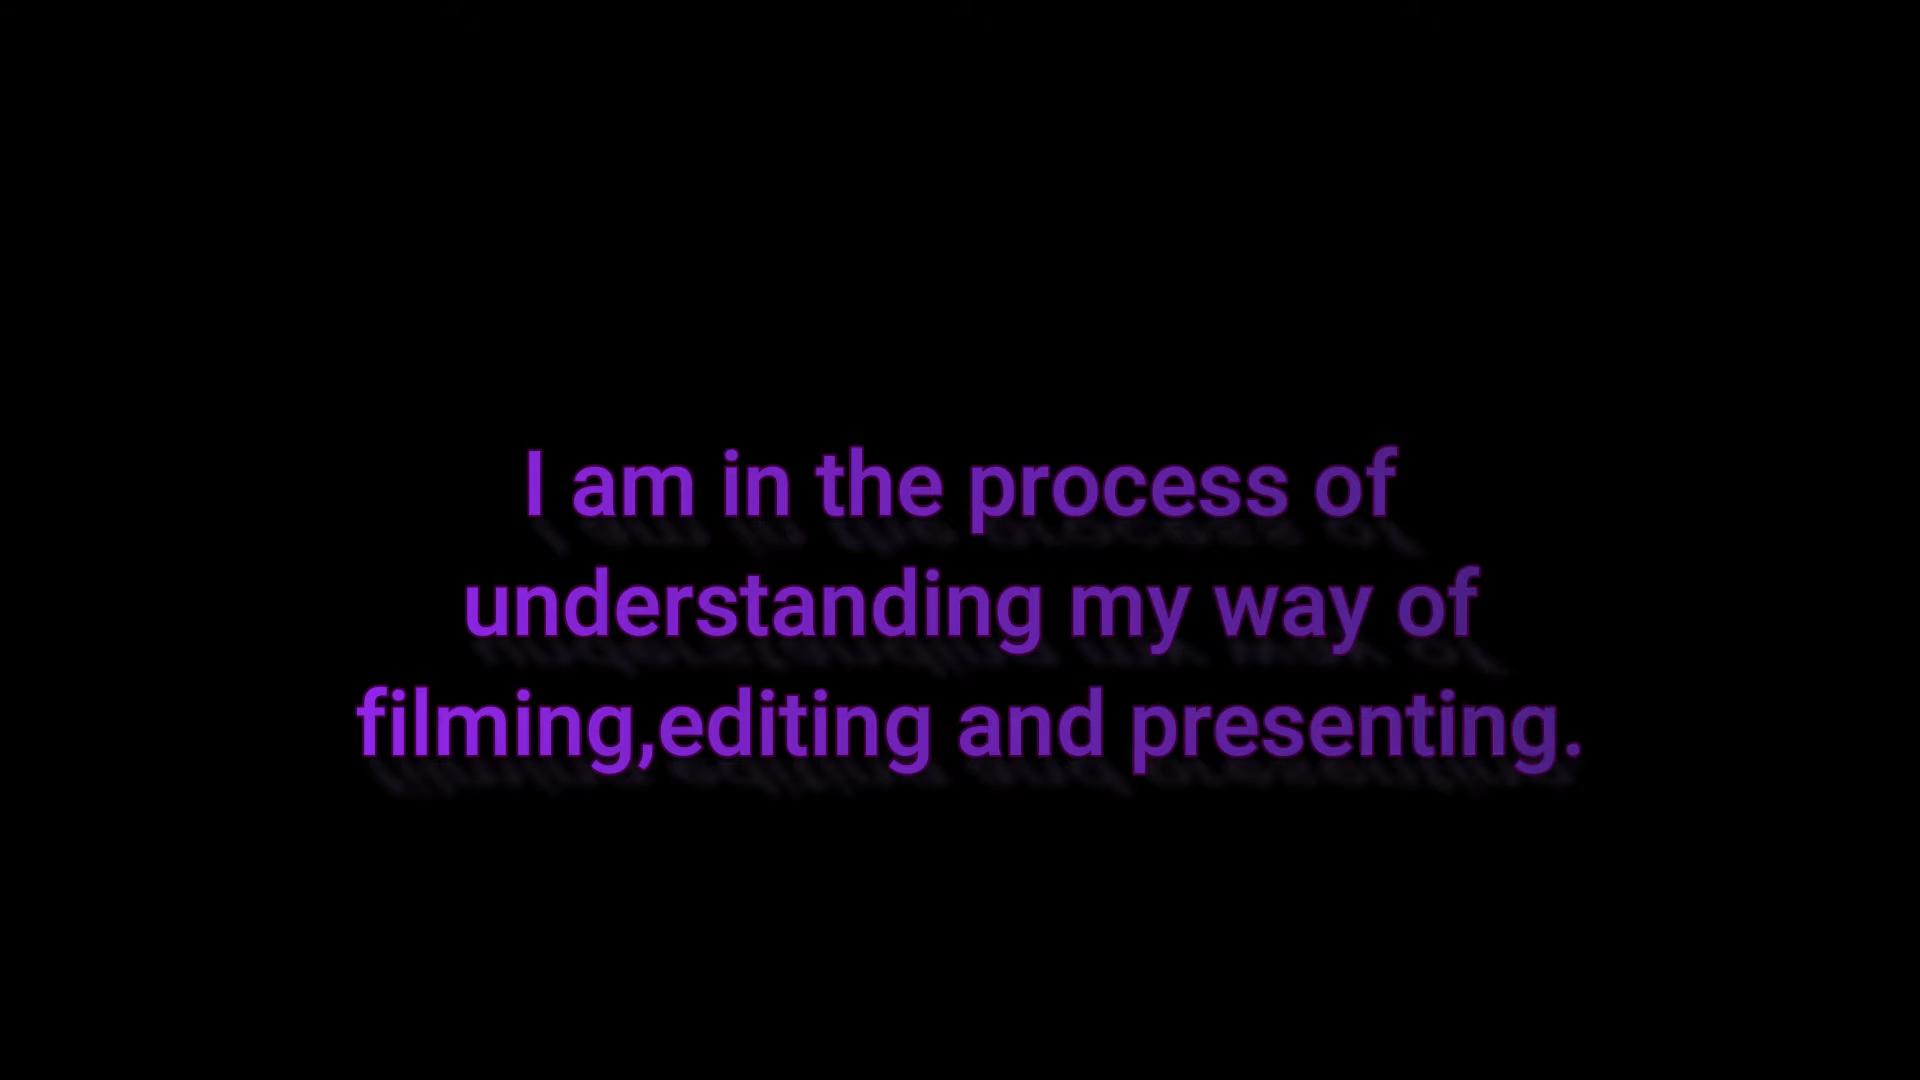 I am in the process of
understanding my way of
filming,editing and presenting.